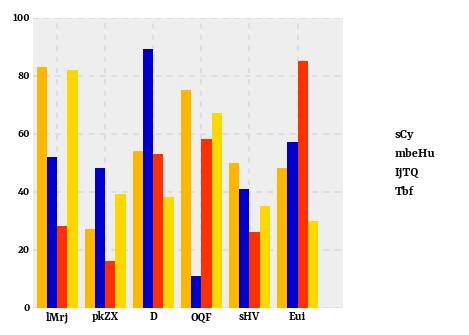 100
80
60
40
20
0
lMrj pkZX D OQF sHV Eui
sCy
mbeHu
IjTQ
Tbf